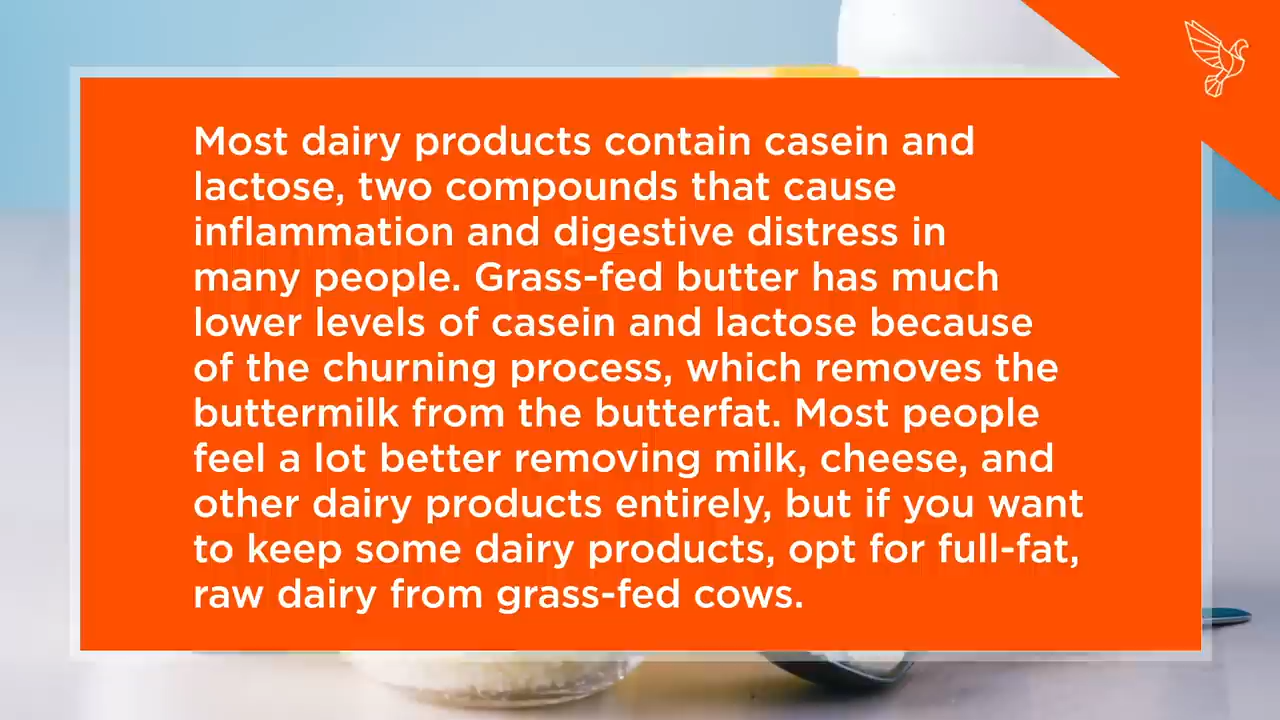 Most dairy products contain casein and
lactose, two compounds that cause
inflammation and digestive distress in
many people. Grass-fed butter has much
lower levels of casein and lactose because
of the churning process, which removes the
buttermilk from the butterfat. Most people
feel a lot better removing milk, cheese, and
other dairy products entirely, but if you want
to keep some dairy products, opt for full-fat,
raw dairy from grass-fed cows.